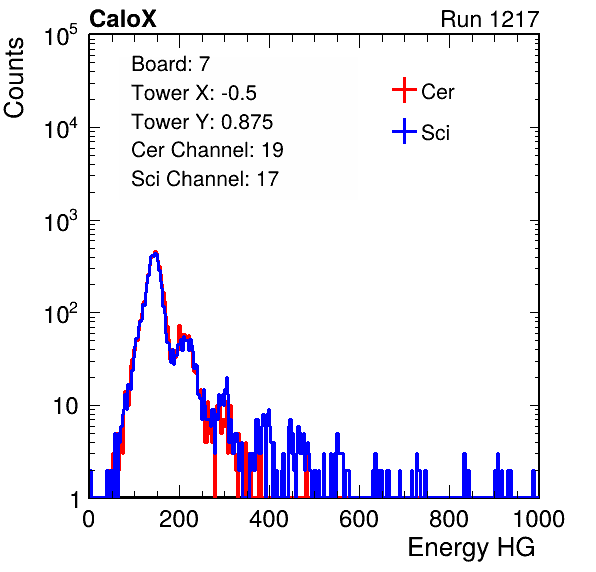 CaloX Run 1217
Counts
10^5
10^4
10^3
10^2
10
1
Board: 7
Tower X: -0.5
Tower Y: 0.875
Cer Channel: 19
Sci Channel: 17
Cer
Sci
0 200 400 600 800 1000
Energy HG